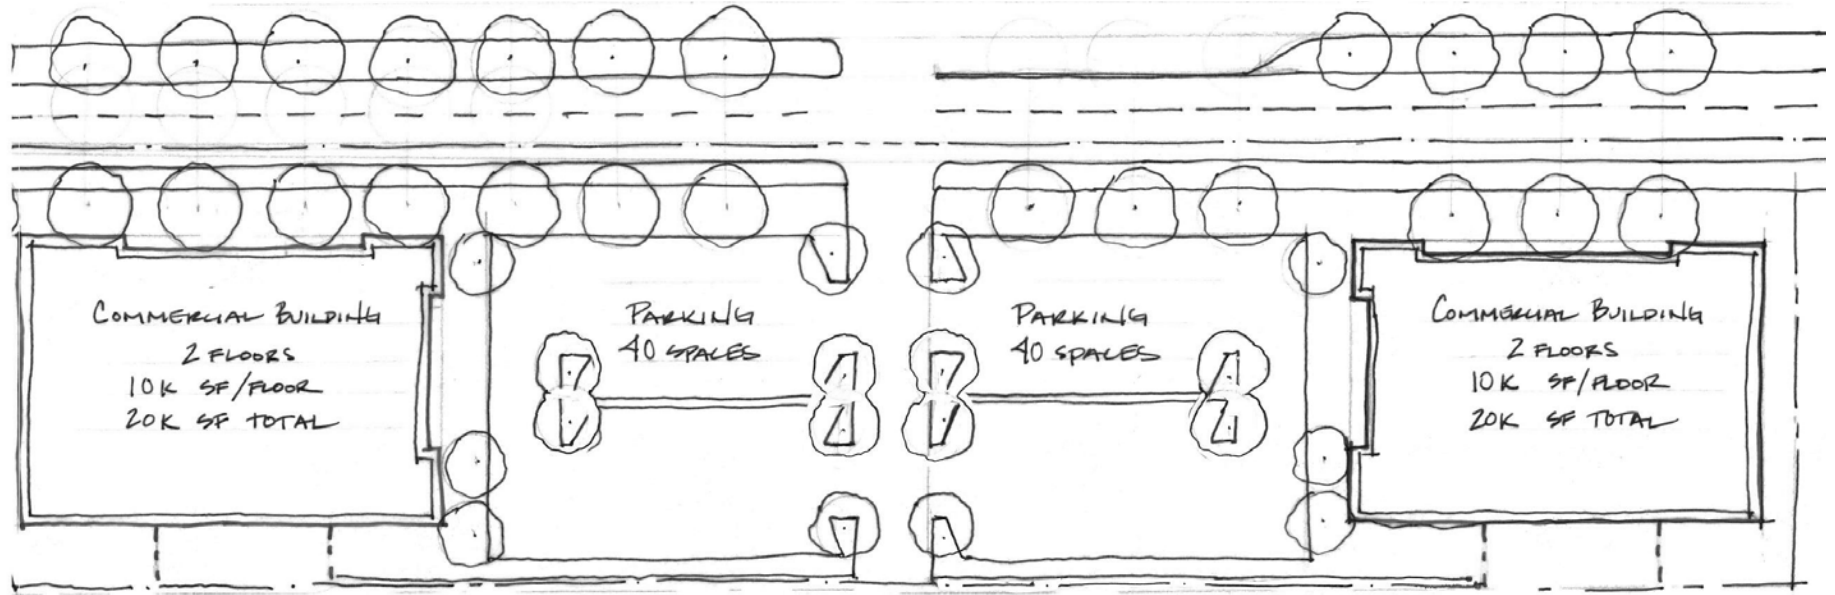 COMMERCIAL BUILDING
2 FLOORS
10K SF/FLOOR
20K SF TOTAL
PARKING
40 SPACES
PARKING
40 SPACES
COMMERCIAL BUILDING
2 FLOORS
10K SF/FLOOR
20K SF TOTAL